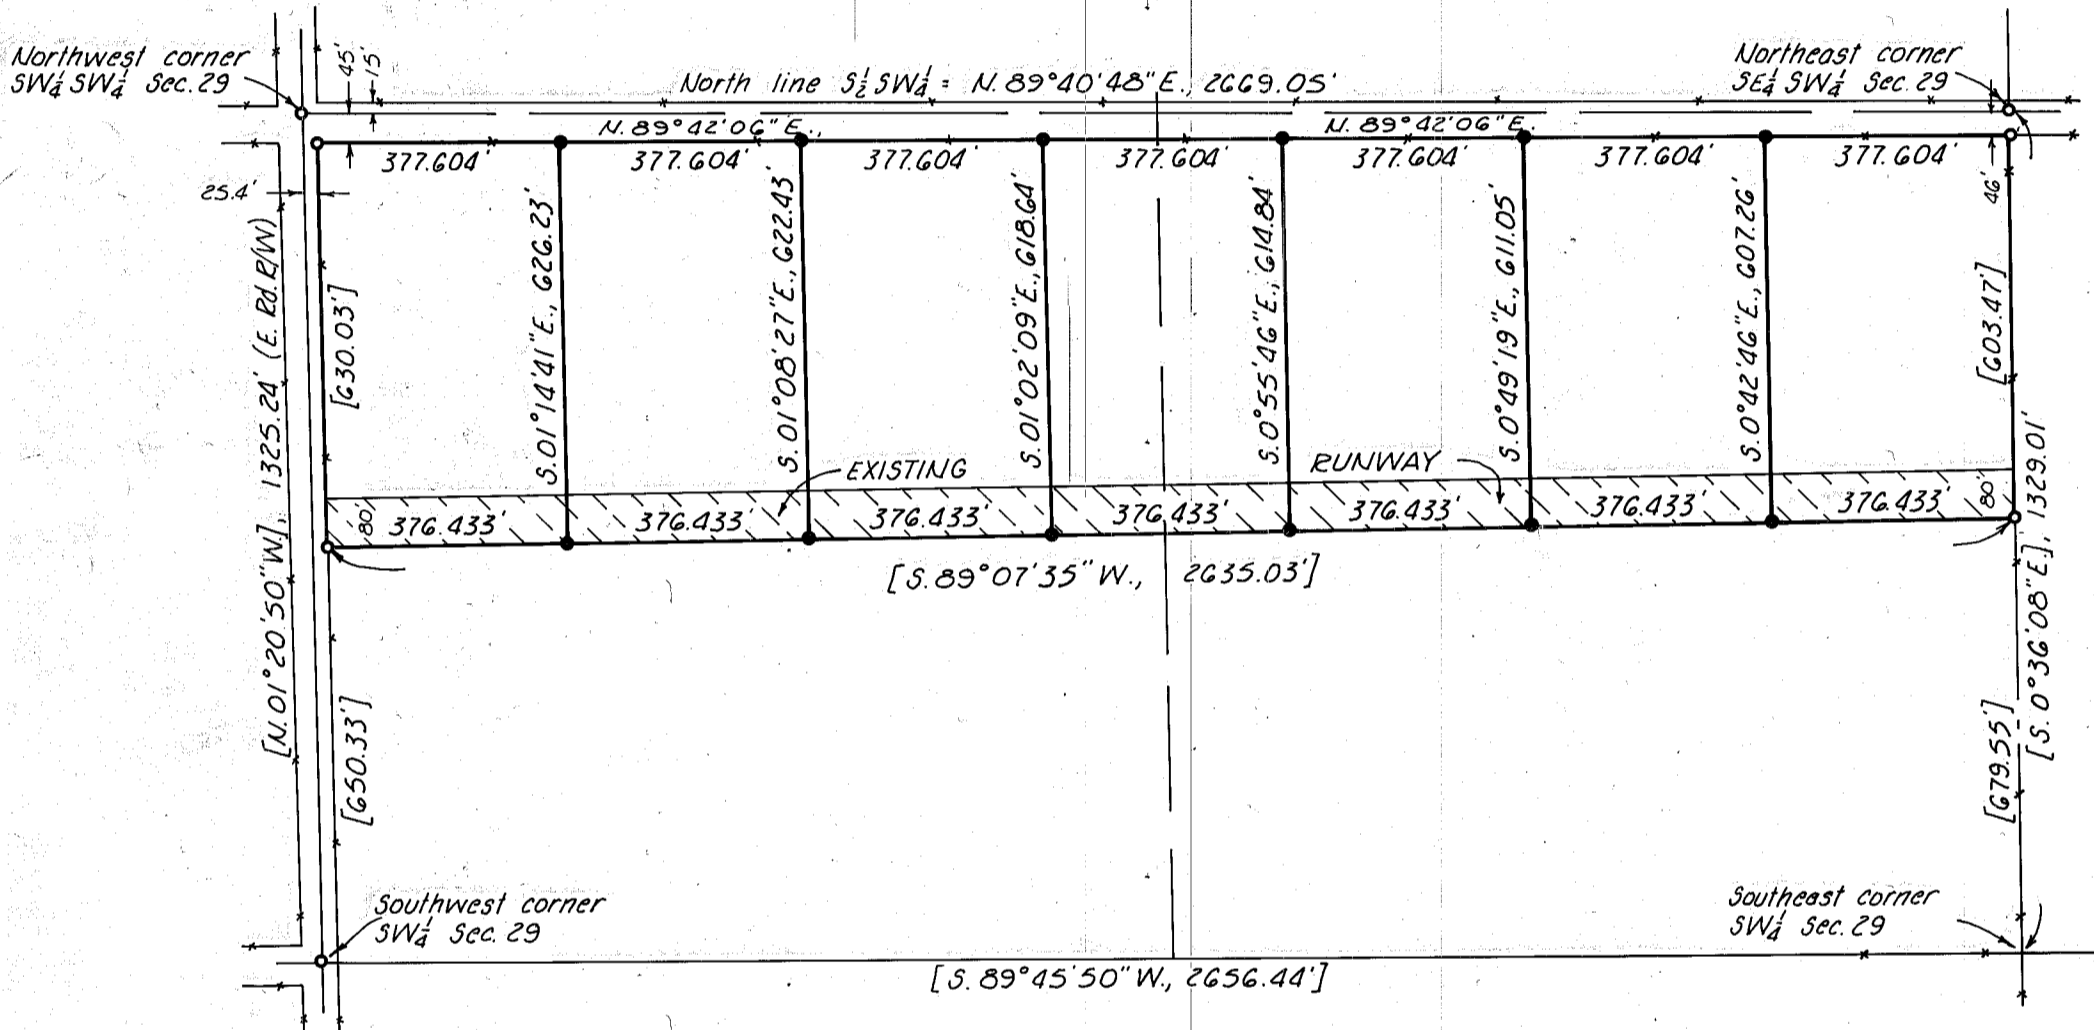 Northwest corner
SW¼ SW¼ Sec. 29
45'
15'
North line S½ SW¼ = N. 89°40'48"E., 2669.05'
Northeast corner
SE¼ SW¼ Sec. 29
N. 89°42'06"E.,
N. 89°42'06"E.
377.604'
377.604'
377.604'
377.604'
377.604'
377.604'
377.604'
25.4'
46'
[N. 01°20'50"W], 1325.24' (E. Rd. R/W)
[630.03']
S. 01°14'41"E., 626.23'
S. 01°08'27"E., 622.43'
S. 01°02'09"E., 618.64'
S. 0°55'46"E., 614.84'
S. 0°49'19"E., 611.05'
S. 0°42'46"E., 607.26'
[603.47']
[S. 0°36'08"E.], 1329.01'
EXISTING
RUNWAY
80'
376.433'
376.433'
376.433'
376.433'
376.433'
376.433'
376.433'
80'
[S. 89°07'35"W., 2635.03']
[650.33']
[679.55']
Southwest corner
SW¼ Sec. 29
Southeast corner
SW¼ Sec. 29
[S. 89°45'50"W., 2656.44']